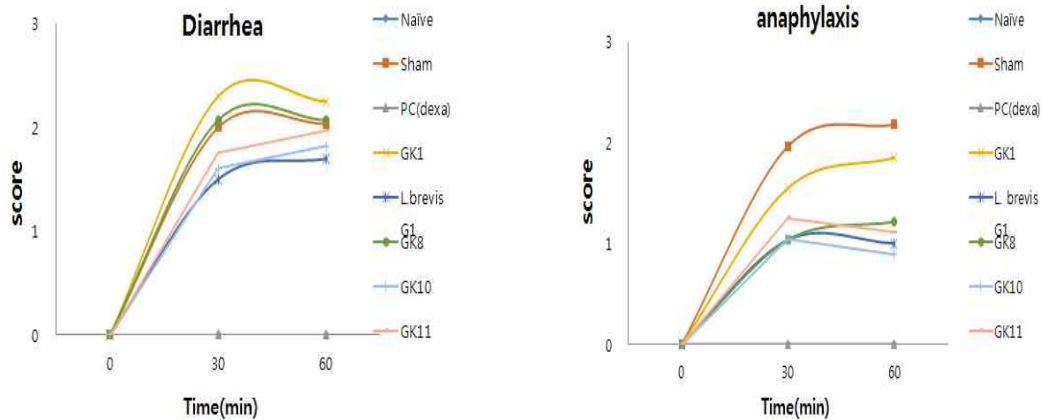 Diarrhea
3
2
1
0
score
0
30
60
Time(min)
Naïve
Sham
PC(dexa)
GK1
L.brevis
G1
GK8
GK10
GK11
anaphylaxis
3
2
1
0
score
0
30
60
Time(min)
Naïve
Sham
PC(dexa)
GK1
L. brevis
G1
GK8
GK10
GK11